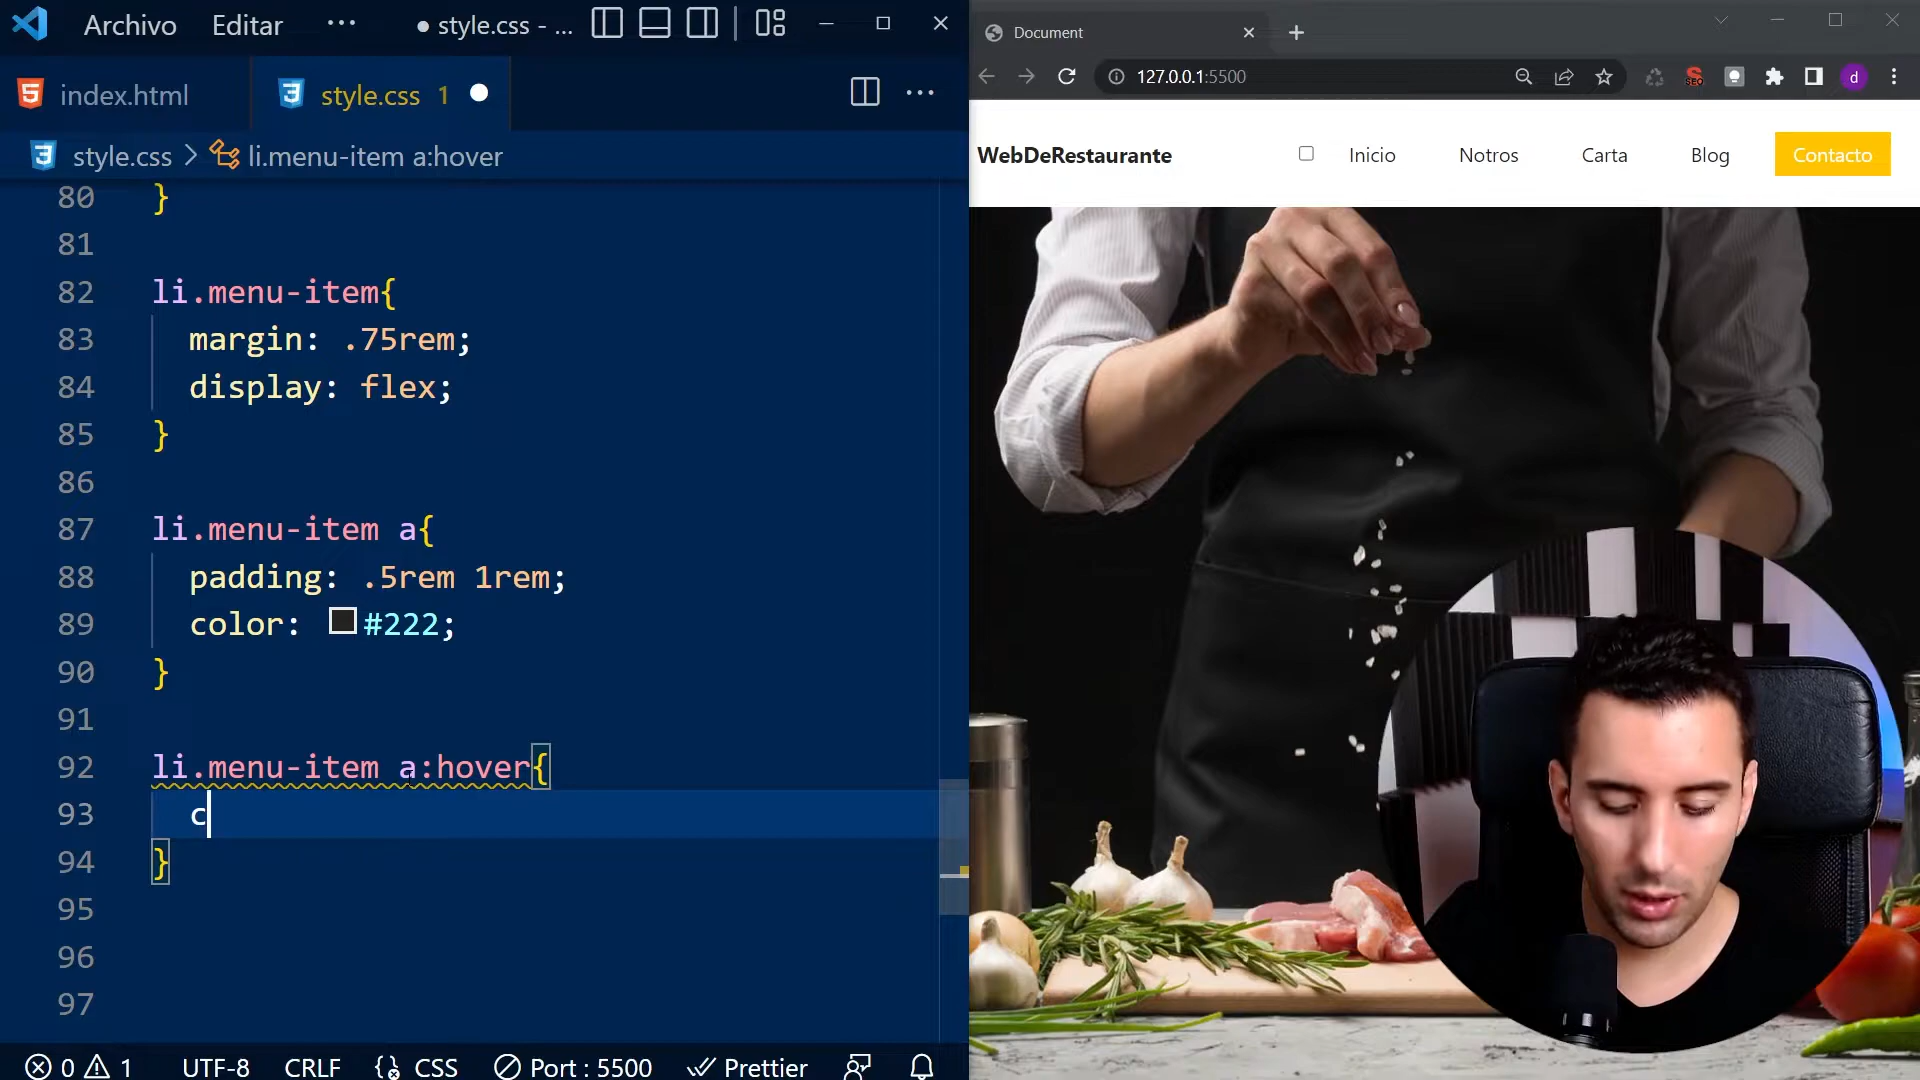 Archivo Editar ··· ● style.css - ...
index.html style.css 1 ● ···
style.css > li.menu-item a:hover
80 }
81
82 li.menu-item{
83 margin: .75rem;
84 display: flex;
85 }
86
87 li.menu-item a{
88 padding: .5rem 1rem;
89 color: #222;
90 }
91
92 li.menu-item a:hover{
93 c
94 }
95
96
97
0 1 UTF-8 CRLF CSS Port : 5500 Prettier
Document
127.0.0.1:5500 SEO d
WebDeRestaurante Inicio Notros Carta Blog Contacto